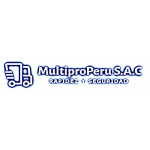 MultiproPeru S.A.C
RAPIDEZ Y SEGURIDAD